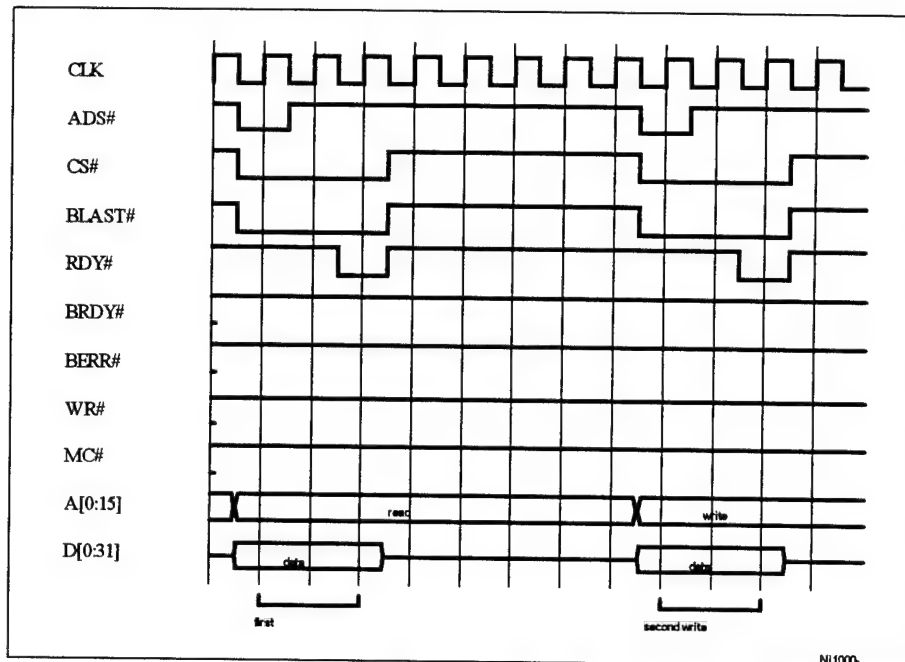 CLK
ADS#
CS#
BLAST#
RDY#
BRDY#
BERR#
WR#
MC#
A[0:15]
read write
D[0:31]
data data
first second write
Ni1000-